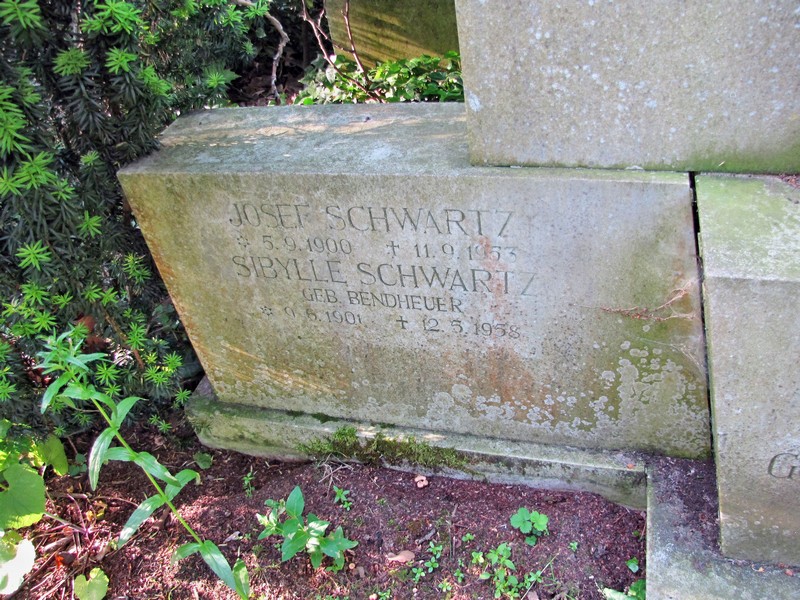 JOSEF SCHWARTZ
* 5.9.1900 ✝ 11.9.1953
SIBYLLE SCHWARTZ
GEB. BENDHEUER
* 9.6.1901 ✝ 12.5.1958
G